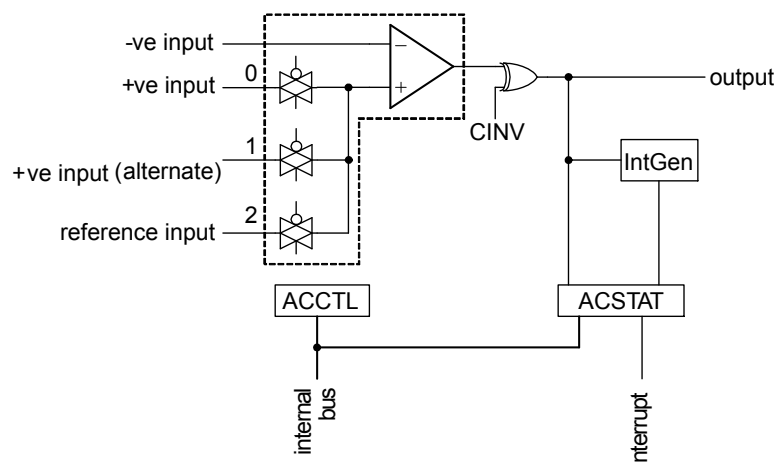 -ve input
−
+ve input
0
+
output
CINV
1
+ve input (alternate)
IntGen
reference input
2
ACCTL
ACSTAT
internal
bus
nterrupt